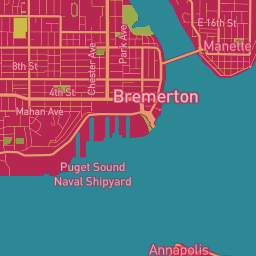 E 16th St
Manette
Park Ave
Chester Ave
8th St
4th St
Bremerton
Mahan Ave
Puget Sound
Naval Shipyard
Annapolis